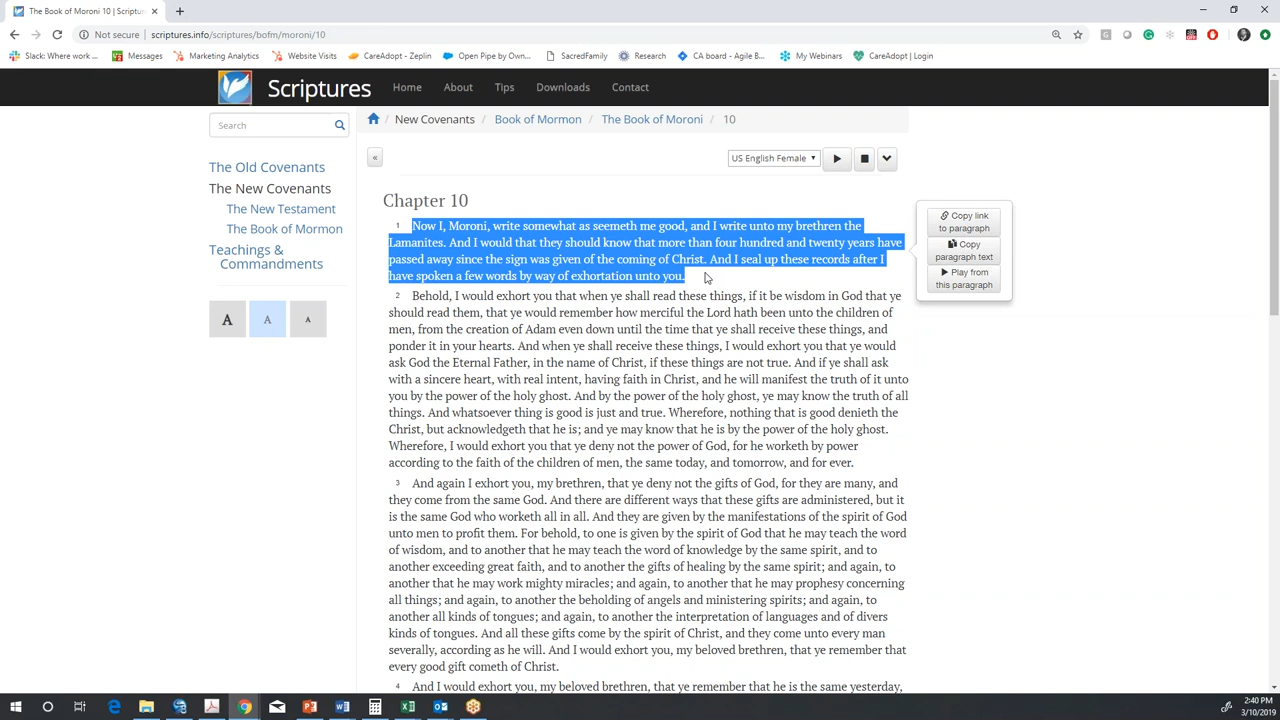 The Book of Moroni 10 | Scriptur
Not secure | scriptures.info/scriptures/bofm/moroni/10
Slack: Where work ... Messages Marketing Analytics Website Visits CareAdopt - Zeplin Open Pipe by Own... SacredFamily Research CA board - Agile B... My Webinars CareAdopt | Login
Scriptures Home About Tips Downloads Contact
Search
/ New Covenants / Book of Mormon / The Book of Moroni / 10
«
US English Female
The Old Covenants
The New Covenants
The New Testament
The Book of Mormon
Teachings &
Commandments
A A A
Chapter 10
1 Now I, Moroni, write somewhat as seemeth me good, and I write unto my brethren the
Lamanites. And I would that they should know that more than four hundred and twenty years have
passed away since the sign was given of the coming of Christ. And I seal up these records after I
have spoken a few words by way of exhortation unto you.
2 Behold, I would exhort you that when ye shall read these things, if it be wisdom in God that ye
should read them, that ye would remember how merciful the Lord hath been unto the children of
men, from the creation of Adam even down until the time that ye shall receive these things, and
ponder it in your hearts. And when ye shall receive these things, I would exhort you that ye would
ask God the Eternal Father, in the name of Christ, if these things are not true. And if ye shall ask
with a sincere heart, with real intent, having faith in Christ, and he will manifest the truth of it unto
you by the power of the holy ghost. And by the power of the holy ghost, ye may know the truth of all
things. And whatsoever thing is good is just and true. Wherefore, nothing that is good denieth the
Christ, but acknowledgeth that he is; and ye may know that he is by the power of the holy ghost.
Wherefore, I would exhort you that ye deny not the power of God, for he worketh by power
according to the faith of the children of men, the same today, and tomorrow, and for ever.
3 And again I exhort you, my brethren, that ye deny not the gifts of God, for they are many, and
they come from the same God. And there are different ways that these gifts are administered, but it
is the same God who worketh all in all. And they are given by the manifestations of the spirit of God
unto men to profit them. For behold, to one is given by the spirit of God that he may teach the word
of wisdom, and to another that he may teach the word of knowledge by the same spirit, and to
another exceeding great faith, and to another the gifts of healing by the same spirit; and again, to
another that he may work mighty miracles; and again, to another that he may prophesy concerning
all things; and again, to another the beholding of angels and ministering spirits; and again, to
another all kinds of tongues; and again, to another the interpretation of languages and of divers
kinds of tongues. And all these gifts come by the spirit of Christ, and they come unto every man
severally, according as he will. And I would exhort you, my beloved brethren, that ye remember that
every good gift cometh of Christ.
4 And I would exhort you, my beloved brethren, that ye remember that he is the same yesterday,
Copy link
to paragraph
Copy
paragraph text
Play from
this paragraph
2:40 PM
3/10/2019